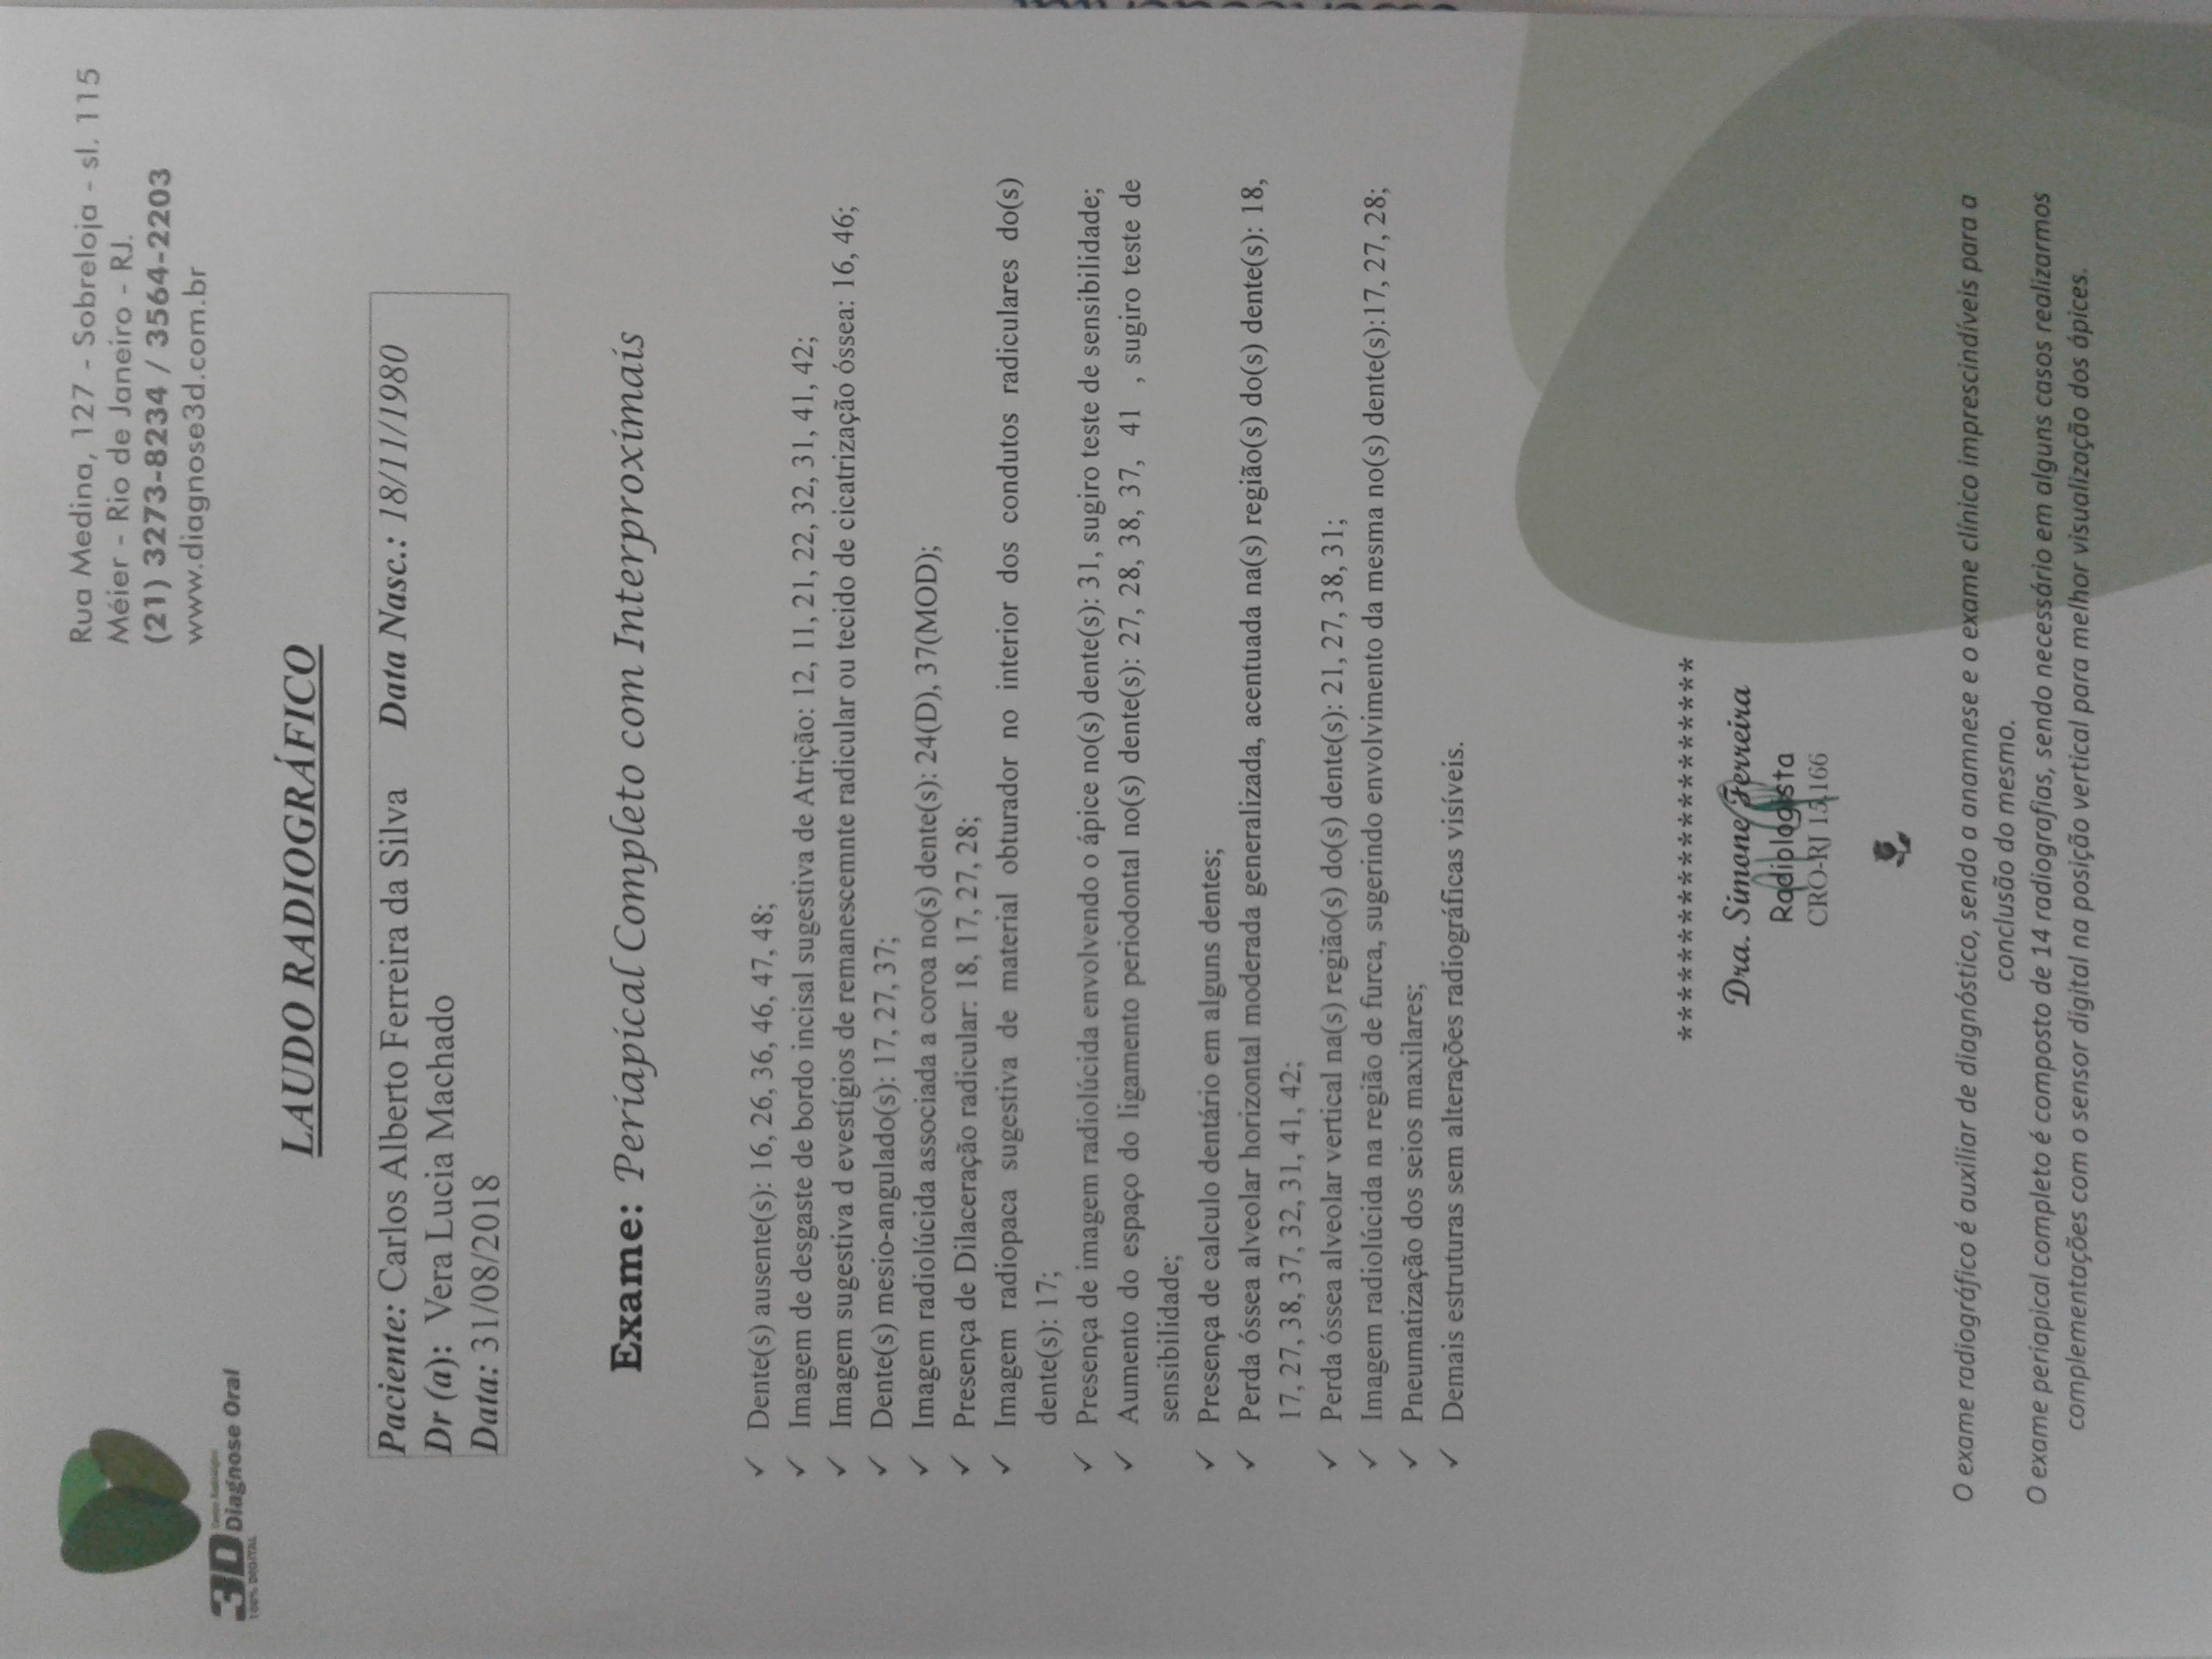 Rua Medina, 127 - Sobreloja - sl. 115
Méier - Rio de Janeiro - RJ.
(21) 3273-8234 / 3564-2203
www.diagnose3d.com.br
Centro Radiológico
3D Diagnose Oral
100% DIGITAL
LAUDO RADIOGRÁFICO
Paciente: Carlos Alberto Ferreira da Silva Data Nasc.: 18/11/1980
Dr (a): Vera Lucia Machado
Data: 31/08/2018
Exame: Periapical Completo com Interproximais
✓ Dente(s) ausente(s): 16, 26, 36, 46, 47, 48;
✓ Imagem de desgaste de bordo incisal sugestiva de Atrição: 12, 11, 21, 22, 32, 31, 41, 42;
✓ Imagem sugestiva d evestígios de remanescemnte radicular ou tecido de cicatrização óssea: 16, 46;
✓ Dente(s) mesio-angulado(s): 17, 27, 37;
✓ Imagem radiolúcida associada a coroa no(s) dente(s): 24(D), 37(MOD);
✓ Presença de Dilaceração radicular: 18, 17, 27, 28;
✓ Imagem radiopaca sugestiva de material obturador no interior dos condutos radiculares do(s)
dente(s): 17;
✓ Presença de imagem radiolúcida envolvendo o ápice no(s) dente(s): 31, sugiro teste de sensibilidade;
✓ Aumento do espaço do ligamento periodontal no(s) dente(s): 27, 28, 38, 37, 41 , sugiro teste de
sensibilidade;
✓ Presença de calculo dentário em alguns dentes;
✓ Perda óssea alveolar horizontal moderada generalizada, acentuada na(s) região(s) do(s) dente(s): 18,
17, 27, 38, 37, 32, 31, 41, 42;
✓ Perda óssea alveolar vertical na(s) região(s) do(s) dente(s): 21, 27, 38, 31;
✓ Imagem radiolúcida na região de furca, sugerindo envolvimento da mesma no(s) dente(s):17, 27, 28;
✓ Pneumatização dos seios maxilares;
✓ Demais estruturas sem alterações radiográficas visíveis.
********************
Dra. Simone Ferreira
Radiologista
CRO-RJ 15.166
O exame radiográfico é auxiliar de diagnóstico, sendo a anamnese e o exame clínico imprescindíveis para a
conclusão do mesmo.
O exame periapical completo é composto de 14 radiografias, sendo necessário em alguns casos realizarmos
complementações com o sensor digital na posição vertical para melhor visualização dos ápices.